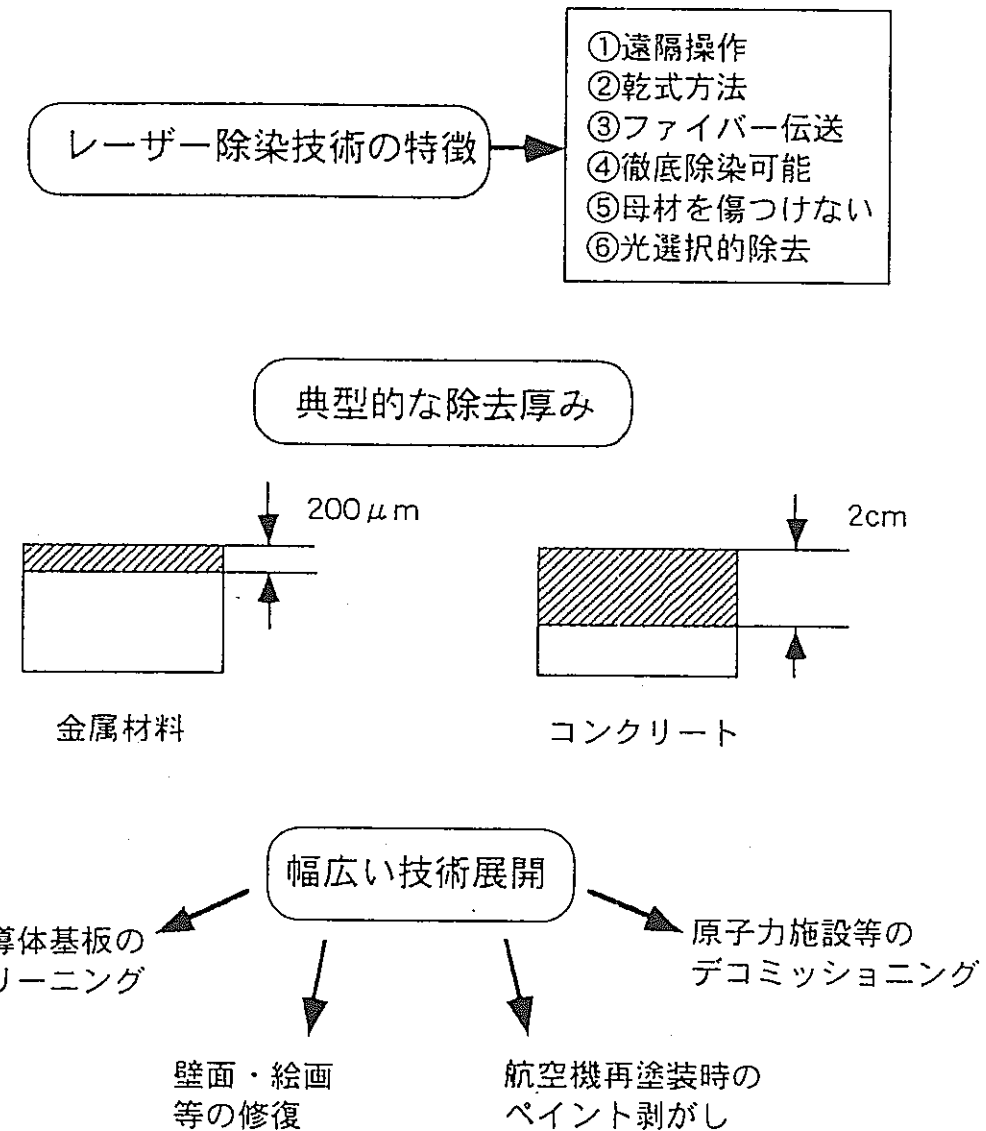 レーザー除染技術の特徴
①遠隔操作
②乾式方法
③ファイバー伝送
④徹底除染可能
⑤母材を傷つけない
⑥光選択的除去
典型的な除去厚み
200μm
2cm
金属材料
コンクリート
幅広い技術展開
導体基板の
リーニング
原子力施設等の
デコミッショニング
壁面・絵画
等の修復
航空機再塗装時の
ペイント剥がし